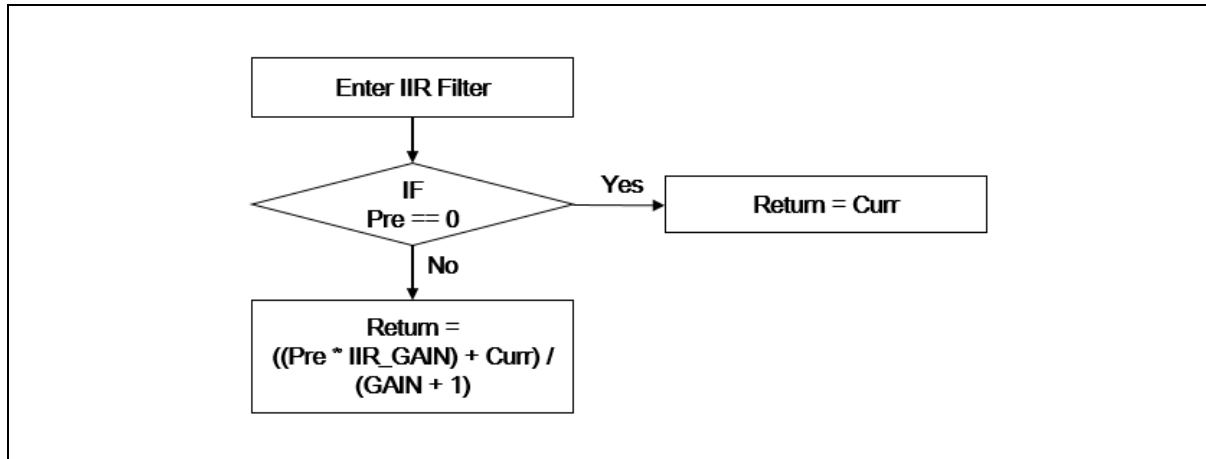 Enter IIR Filter
IF
Pre == 0
Yes
Return = Curr
No
Return =
((Pre * IIR_GAIN) + Curr) /
(GAIN + 1)